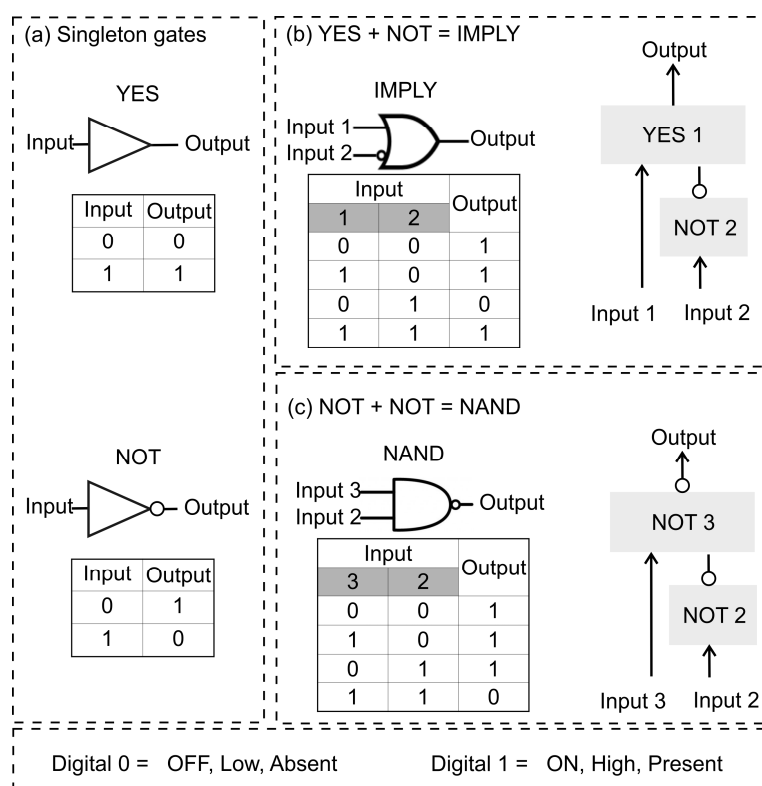 (a) Singleton gates
YES
Input
Output
Input Output
0 0
1 1
NOT
Input
Output
Input Output
0 1
1 0
(b) YES + NOT = IMPLY
IMPLY
Input 1
Input 2
Output
Input Output
1 2
0 0 1
1 0 1
0 1 0
1 1 1
Output
YES 1
NOT 2
Input 1 Input 2
(c) NOT + NOT = NAND
NAND
Input 3
Input 2
Output
Input Output
3 2
0 0 1
1 0 1
0 1 1
1 1 0
Output
NOT 3
NOT 2
Input 3 Input 2
Digital 0 = OFF, Low, Absent Digital 1 = ON, High, Present